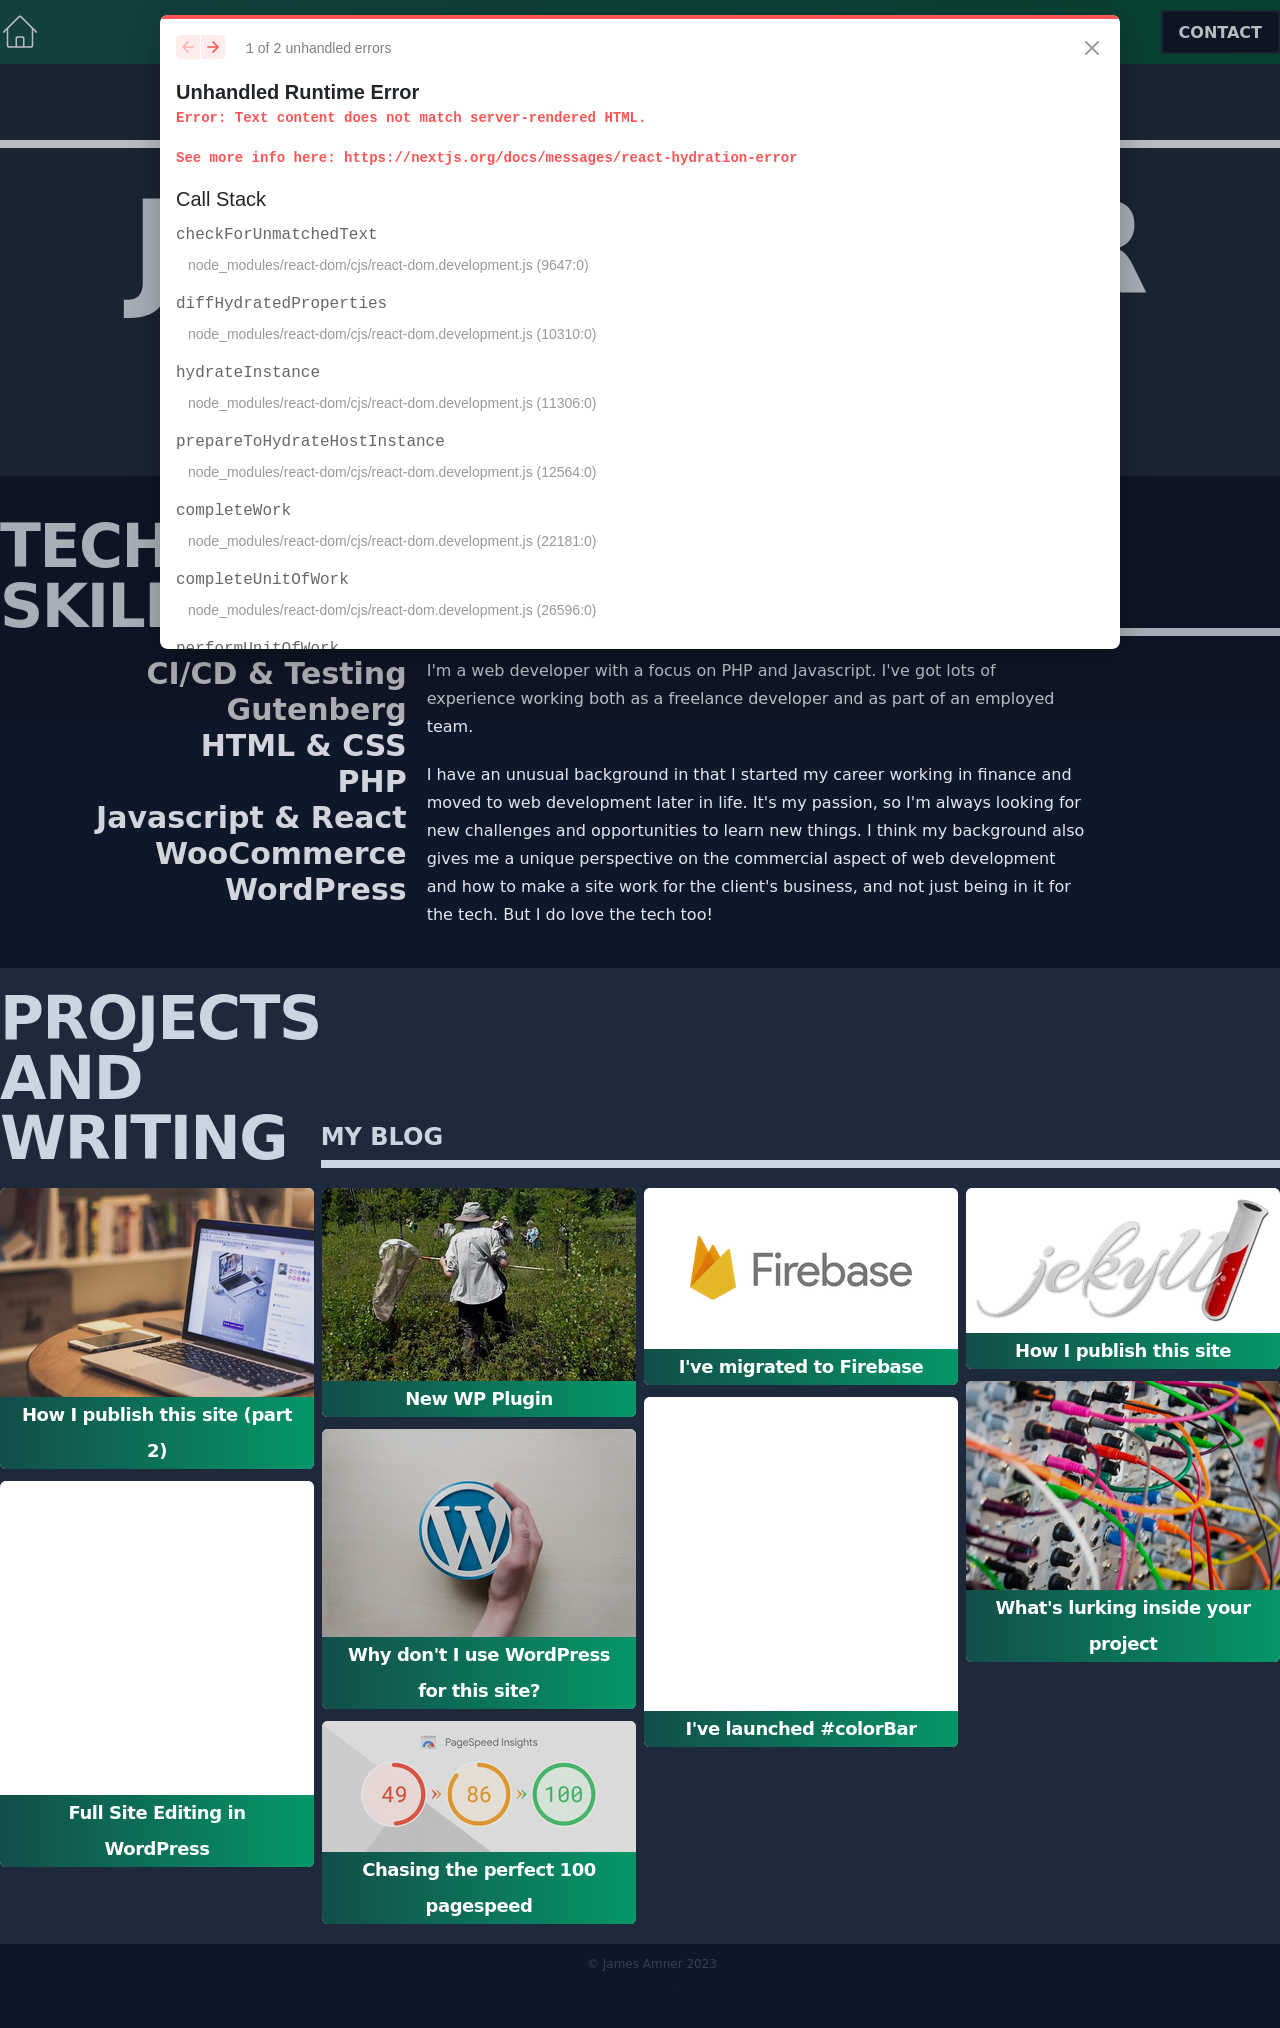 CONTACT
1 of 2 unhandled errors
Unhandled Runtime Error
Error: Text content does not match server-rendered HTML.
See more info here: https://nextjs.org/docs/messages/react-hydration-error
Call Stack
checkForUnmatchedText
node_modules/react-dom/cjs/react-dom.development.js (9647:0)
diffHydratedProperties
node_modules/react-dom/cjs/react-dom.development.js (10310:0)
hydrateInstance
node_modules/react-dom/cjs/react-dom.development.js (11306:0)
prepareToHydrateHostInstance
node_modules/react-dom/cjs/react-dom.development.js (12564:0)
completeWork
node_modules/react-dom/cjs/react-dom.development.js (22181:0)
completeUnitOfWork
node_modules/react-dom/cjs/react-dom.development.js (26596:0)
performUnitOfWork
J R
TECH
SKILL
CI/CD & Testing
Gutenberg
HTML & CSS
PHP
Javascript & React
WooCommerce
WordPress
I'm a web developer with a focus on PHP and Javascript. I've got lots of
experience working both as a freelance developer and as part of an employed
team.
I have an unusual background in that I started my career working in finance and
moved to web development later in life. It's my passion, so I'm always looking for
new challenges and opportunities to learn new things. I think my background also
gives me a unique perspective on the commercial aspect of web development
and how to make a site work for the client's business, and not just being in it for
the tech. But I do love the tech too!
PROJECTS
AND
WRITING
MY BLOG
How I publish this site (part
2)
Full Site Editing in
WordPress
New WP Plugin
W
Why don't I use WordPress
for this site?
PageSpeed Insights
49 » 86 » 100
Chasing the perfect 100
pagespeed
Firebase
I've migrated to Firebase
I've launched #colorBar
jekyll
How I publish this site
What's lurking inside your
project
© James Amner 2023